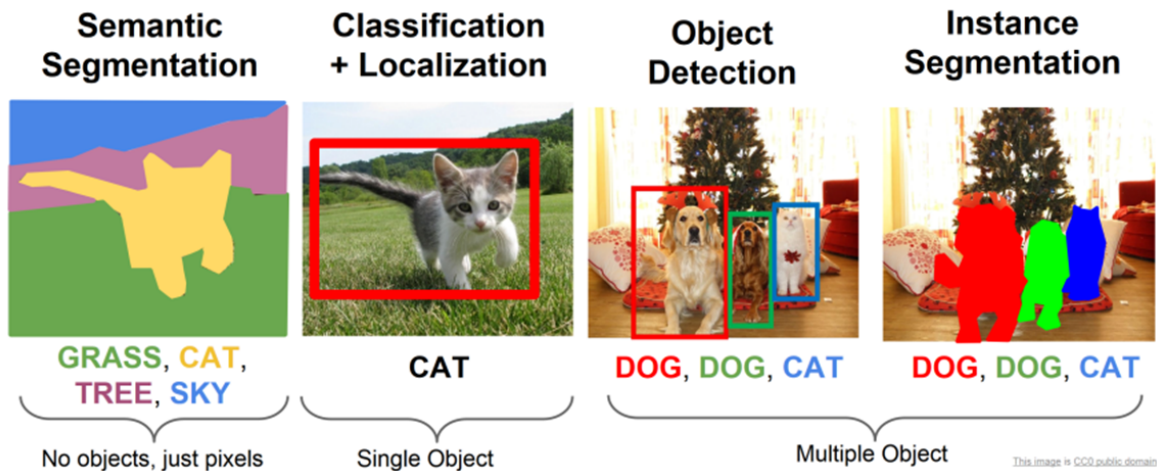 Semantic
Segmentation
Classification
+ Localization
Object
Detection
Instance
Segmentation
GRASS, CAT,
TREE, SKY
CAT
DOG, DOG, CAT
DOG, DOG, CAT
No objects, just pixels
Single Object
Multiple Object
This image is CC0 public domain